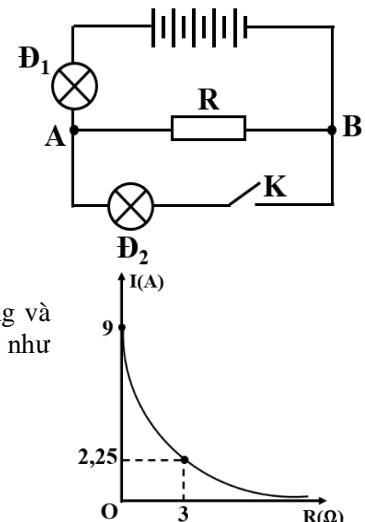 Đ₁
R
A
B
K
Đ₂
I(A)
g và
như
9
2,25
O
3
R(Ω)